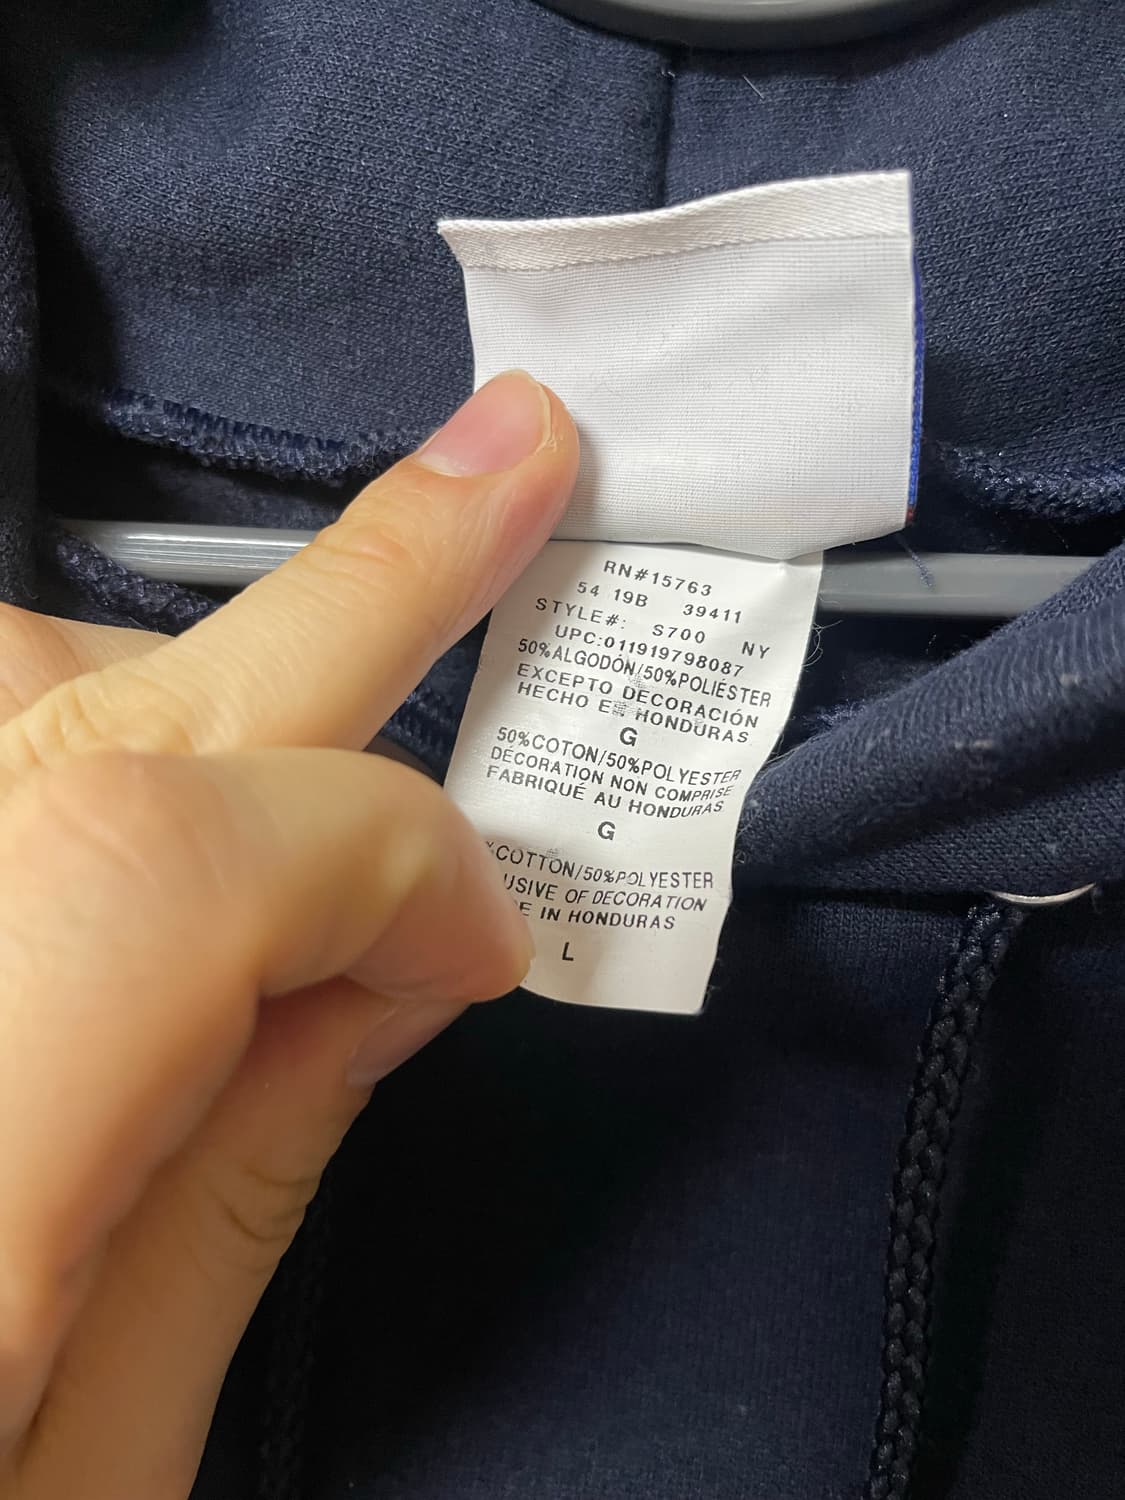 RN#15763
54 19B 39411
STYLE#: S700 NY
UPC:011919798087
50%ALGODÓN/50%POLIÉSTER
EXCEPTO DECORACIÓN
HECHO E HONDURAS
G
50%COTON/50%POLYESTER
DÉCORATION NON COMPRISE
FABRIQUÉ AU HONDURAS
G
%COTTON/50%POLYESTER
USIVE OF DECORATION
E IN HONDURAS
L